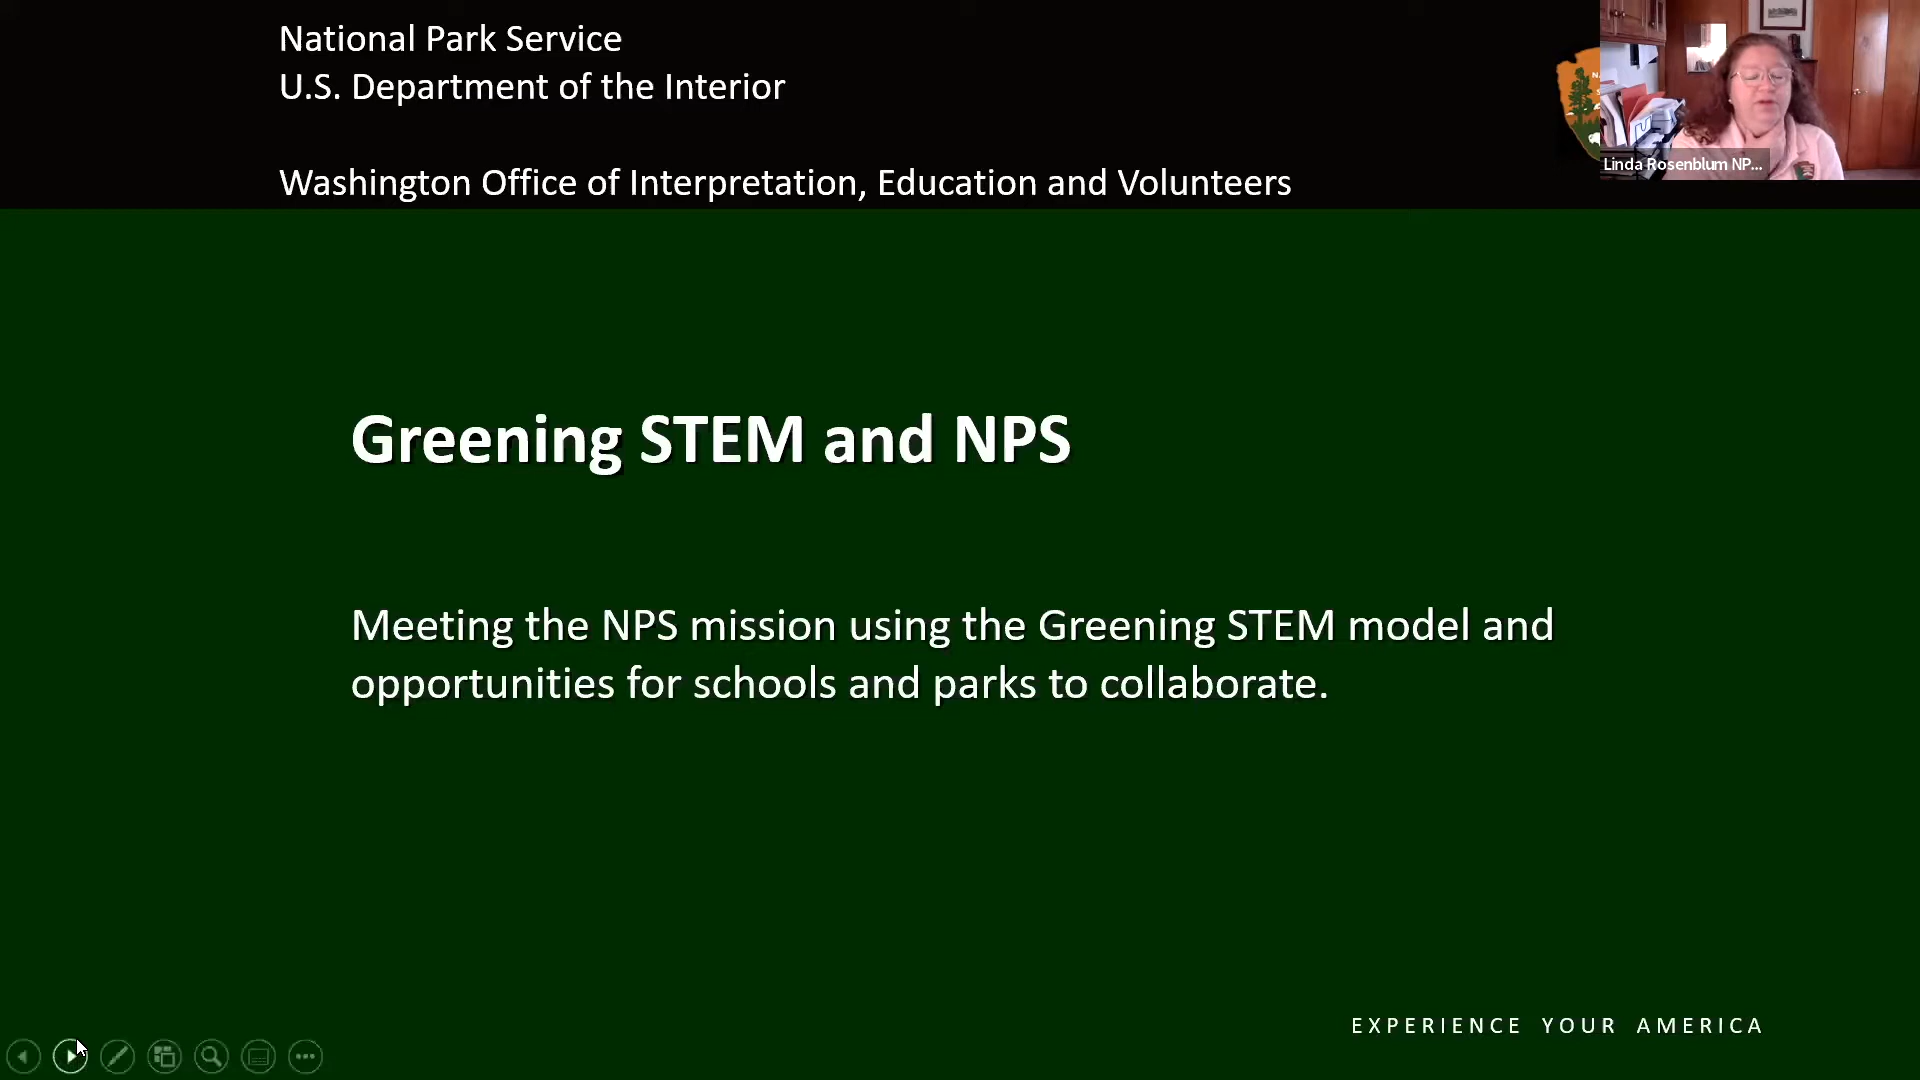 National Park Service
U.S. Department of the Interior
Washington Office of Interpretation, Education and Volunteers
Linda Rosenblum NP...
Greening STEM and NPS
Meeting the NPS mission using the Greening STEM model and
opportunities for schools and parks to collaborate.
EXPERIENCE YOUR AMERICA